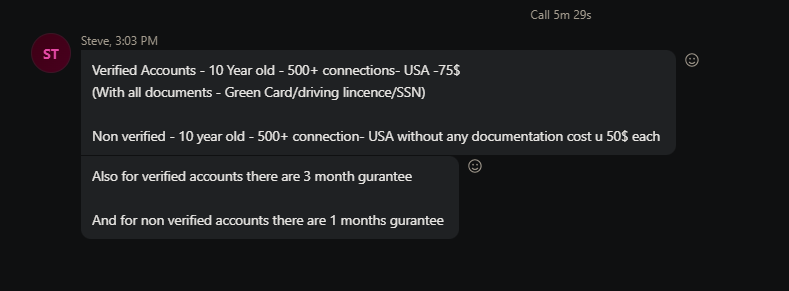 Call 5m 29s
ST
Steve, 3:03 PM
Verified Accounts - 10 Year old - 500+ connections- USA -75$
(With all documents - Green Card/driving lincence/SSN)
Non verified - 10 year old - 500+ connection- USA without any documentation cost u 50$ each
Also for verified accounts there are 3 month gurantee
And for non verified accounts there are 1 months gurantee